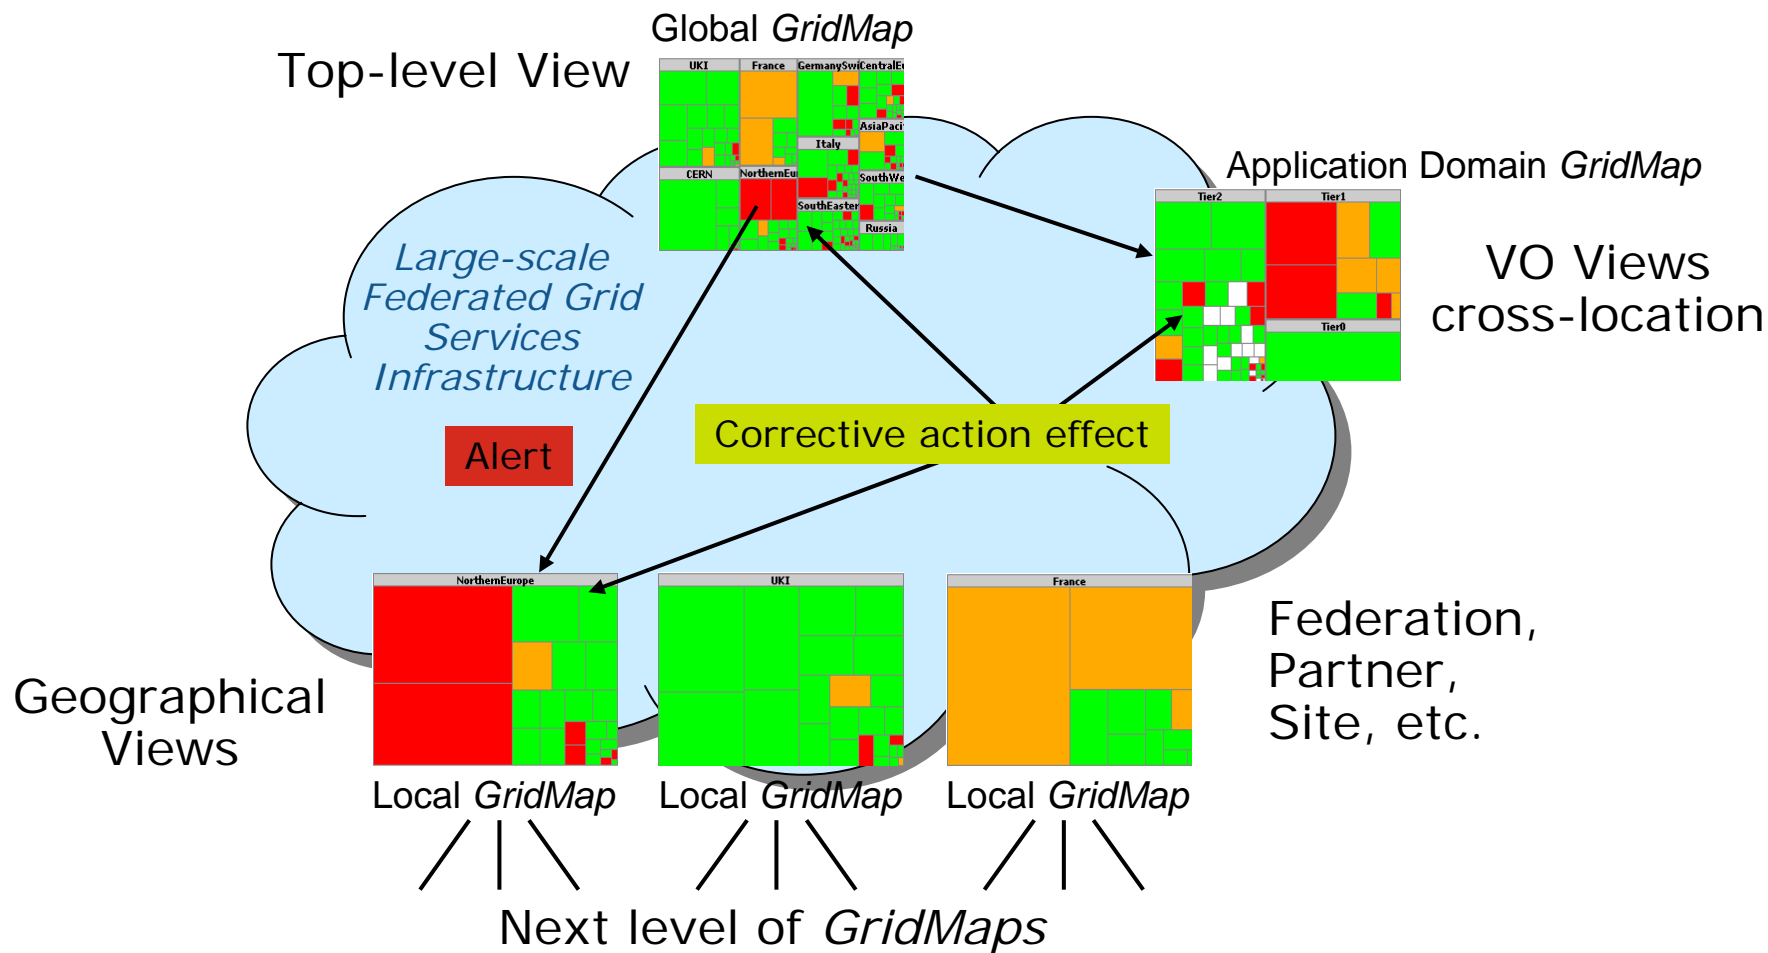 Global GridMap
Top-level View
UKI
France
GermanySwi
CentralEu
AsiaPaci
Italy
CERN
NorthernEur
SouthWe
SouthEaster
Russia
Application Domain GridMap
Tier2
Tier1
Tier0
VO Views
cross-location
Large-scale
Federated Grid
Services
Infrastructure
Alert
Corrective action effect
NorthernEurope
UKI
France
Geographical
Views
Federation,
Partner,
Site, etc.
Local GridMap
Local GridMap
Local GridMap
Next level of GridMaps